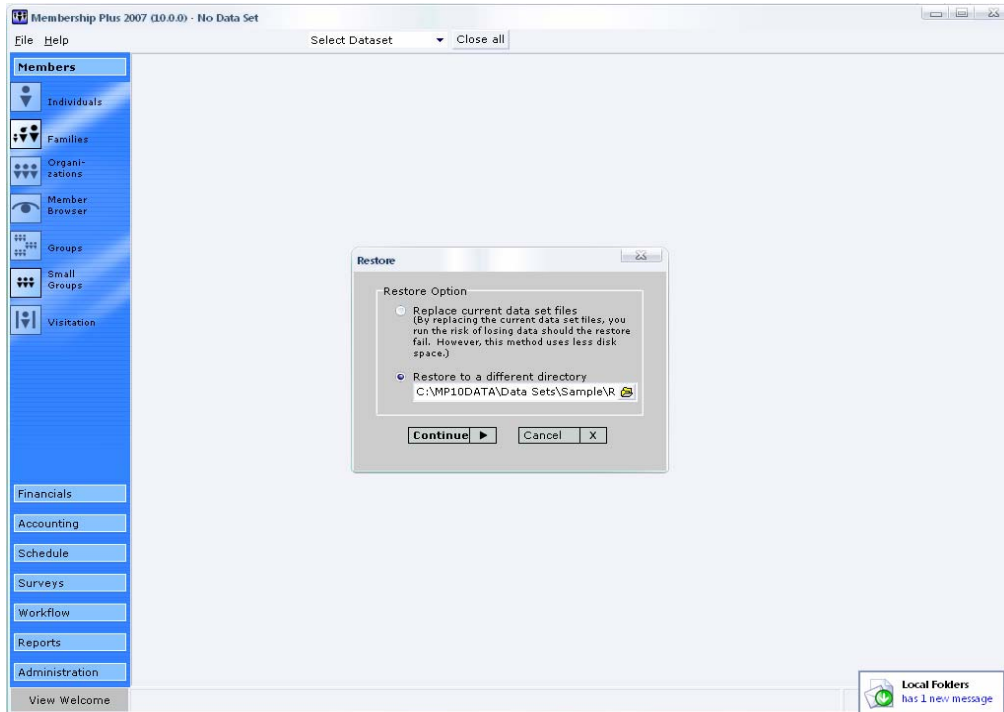 Membership Plus 2007 (10.0.0) - No Data Set
File Help
Select Dataset
Close all
Members
Individuals
Families
Organi-
zations
Member
Browser
Groups
Small
Groups
Visitation
Financials
Accounting
Schedule
Surveys
Workflow
Reports
Administration
View Welcome
Restore
Restore Option
Replace current data set files
(By replacing the current data set files, you
run the risk of losing data should the restore
fail. However, this method uses less disk
space.)
Restore to a different directory
C:\MP10DATA\Data Sets\Sample\R
Continue
Cancel X
Local Folders
has 1 new message